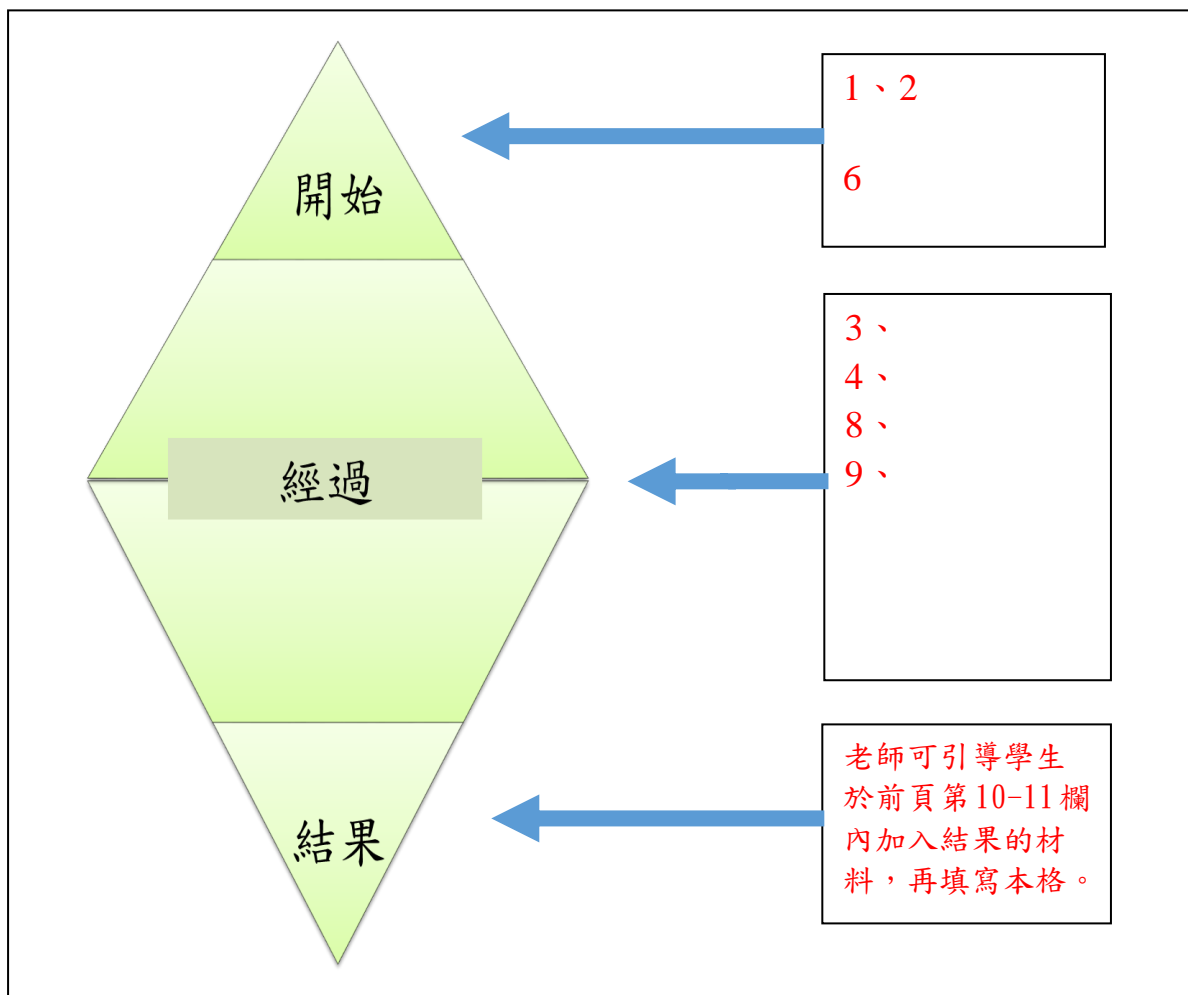 開始
1、2
6
經過
3、
4、
8、
9、
結果
老師可引導學生
於前頁第10-11欄
內加入結果的材
料，再填寫本格。